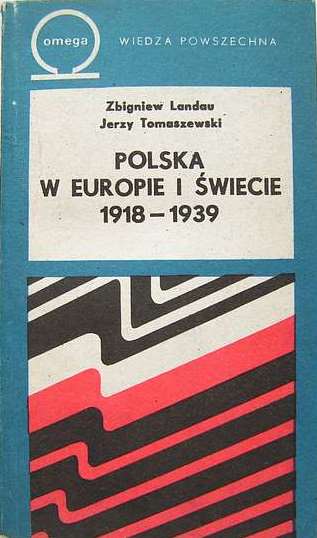 omega
WIEDZA POWSZECHNA
Zbigniew Landau
Jerzy Tomaszewski
POLSKA
W EUROPIE I ŚWIECIE
1918 – 1939